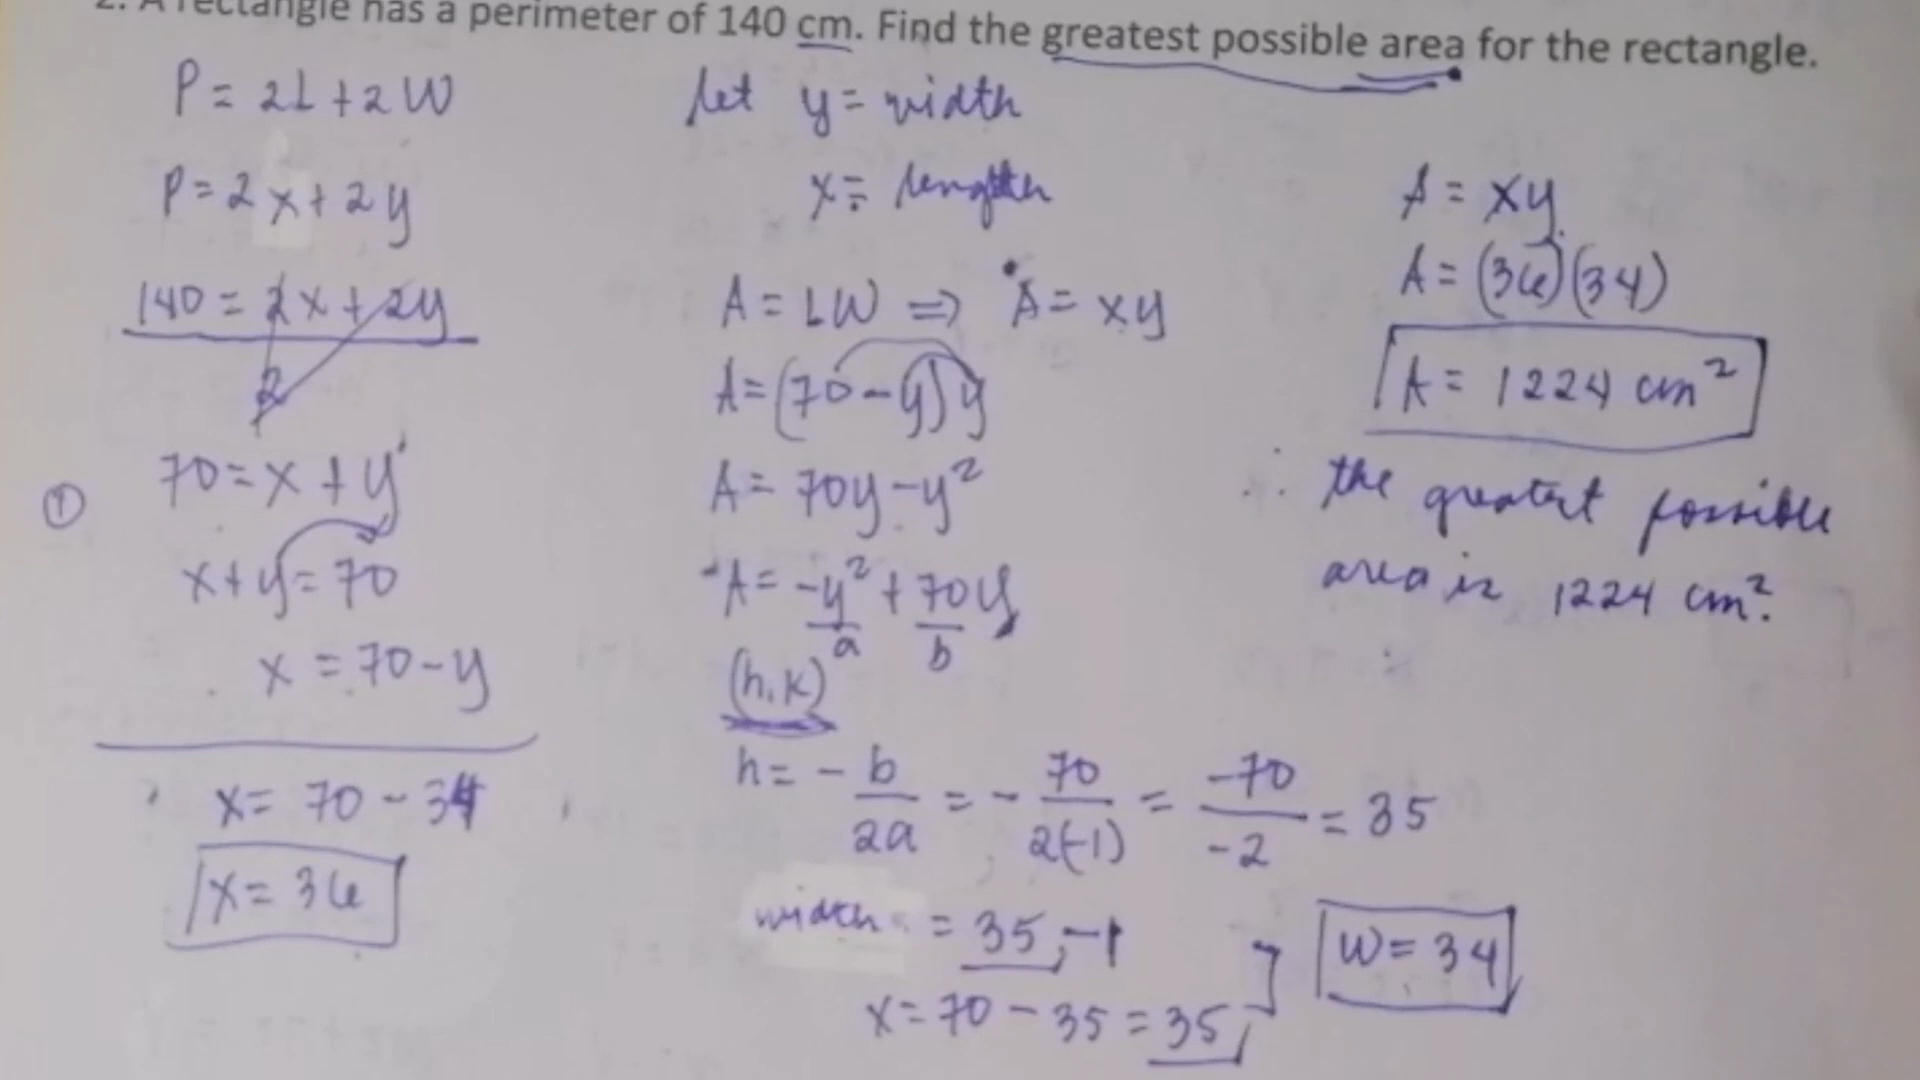 2. A rectangle has a perimeter of 140 cm. Find the greatest possible area for the rectangle.
P = 2L + 2W
P = 2x + 2y
140 = 2x + 2y
2
① 70 = x + y
x + y = 70
x = 70 - y
x = 70 - 34
x = 36
let y = width
x = length
A = LW ⇒ A = xy
A = (70 - y)y
A = 70y - y²
A = -y² + 70y
a b
(h, k)
h = - b/2a = - 70/2(-1) = -70/-2 = 35
width = 35, -1
x = 70 - 35 = 35,
W = 34
A = xy
A = (36)(34)
A = 1224 cm²
∴ the greatest possible
area is 1224 cm².